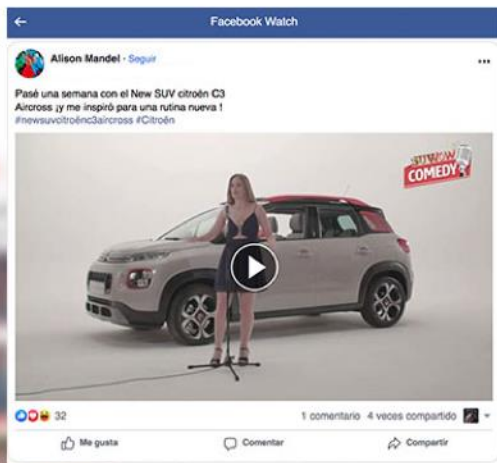 Facebook Watch
Alison Mandel · Seguir
Pasé una semana con el New SUV citroën C3
Aircross ¡y me inspiró para una rutina nueva !
#newsuvcitroënc3aircross #Citroën
COMEDY
32
1 comentario 4 veces compartido
Me gusta
Comentar
Compartir